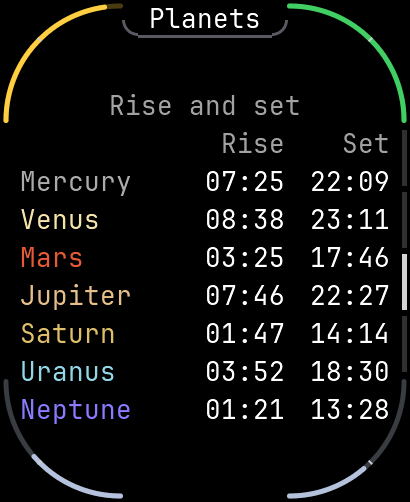 Planets
Rise and set
Rise Set
Mercury 07:25 22:09
Venus 08:38 23:11
Mars 03:25 17:46
Jupiter 07:46 22:27
Saturn 01:47 14:14
Uranus 03:52 18:30
Neptune 01:21 13:28